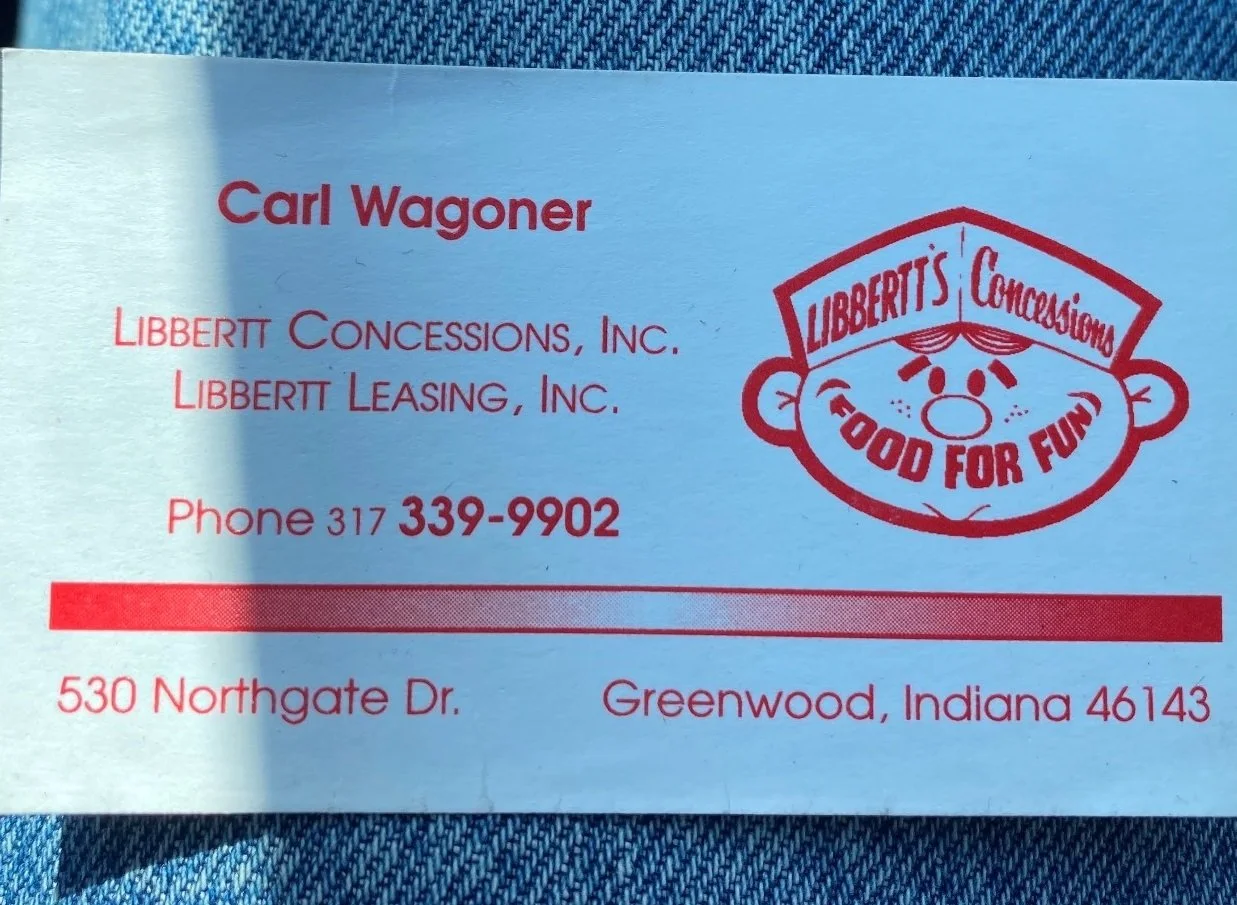 Carl Wagoner
LIBBERTT CONCESSIONS, INC.
LIBBERTT LEASING, INC.
Phone 317 339-9902
LIBBERTT'S Concessions
FOOD FOR FUN
530 Northgate Dr. Greenwood, Indiana 46143